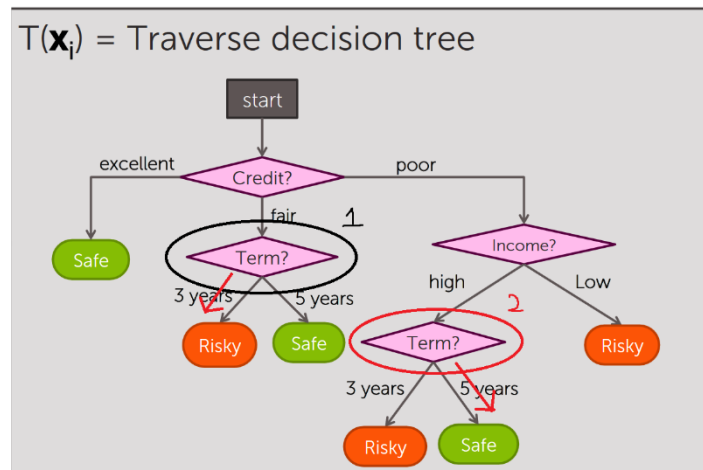 T(xᵢ) = Traverse decision tree
start
excellent
Credit?
poor
fair
1
Safe
Term?
Income?
3 years
5 years
high
Low
2
Risky
Safe
Term?
Risky
3 years
5 years
Risky
Safe